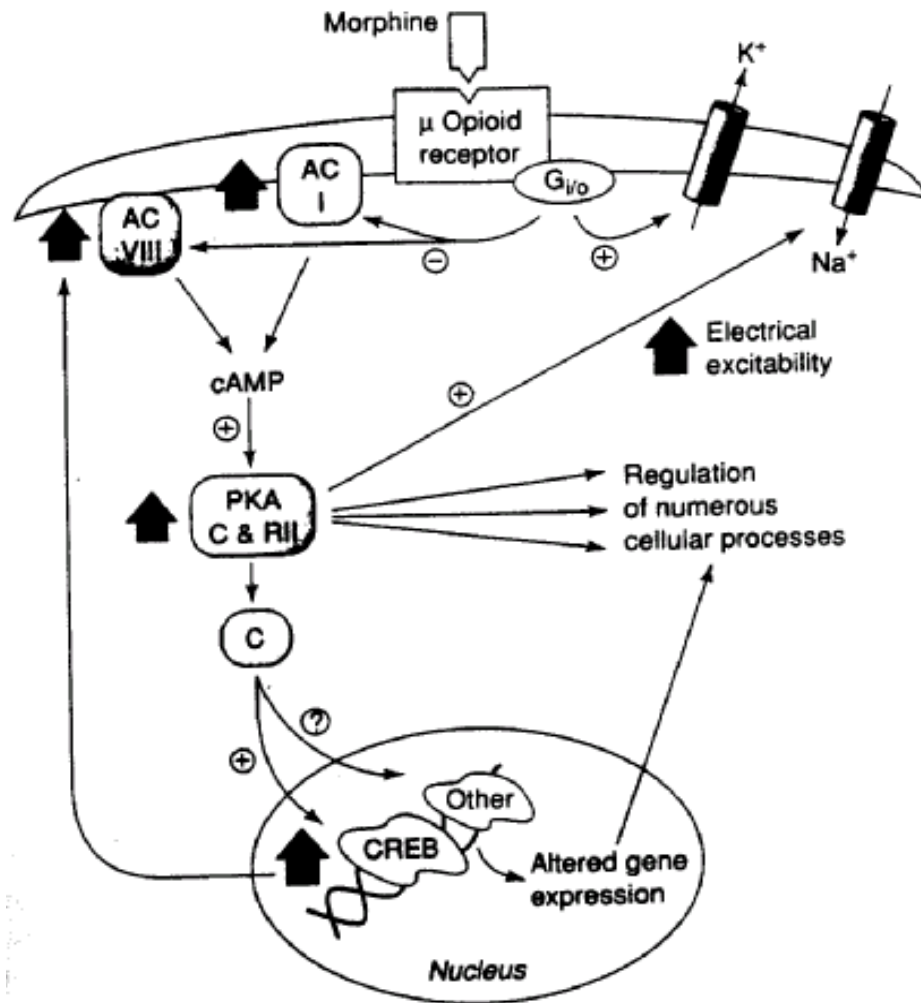 Morphine
K+
μ Opioid
receptor
Gi/o
AC
I
AC
VIII
−
+
Na+
Electrical
excitability
cAMP
+
+
PKA
C & RII
Regulation
of numerous
cellular processes
C
?
+
Other
CREB
Altered gene
expression
Nucleus